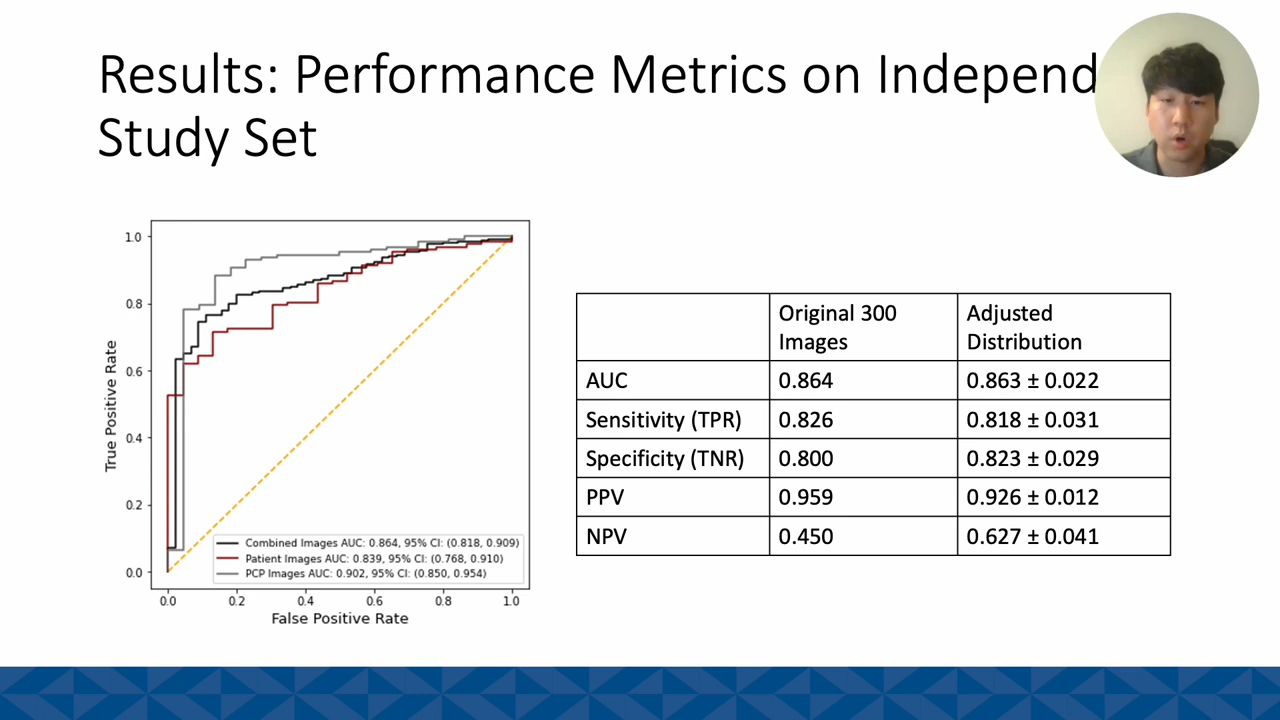 Results: Performance Metrics on Independ
Study Set
1.0
0.8
0.6
0.4
0.2
0.0
True Positive Rate
0.0 0.2 0.4 0.6 0.8 1.0
False Positive Rate
Combined Images AUC: 0.864, 95% CI: (0.818, 0.909)
Patient Images AUC: 0.839, 95% CI: (0.768, 0.910)
PCP Images AUC: 0.902, 95% CI: (0.850, 0.954)
Original 300 Images Adjusted Distribution
AUC 0.864 0.863 ± 0.022
Sensitivity (TPR) 0.826 0.818 ± 0.031
Specificity (TNR) 0.800 0.823 ± 0.029
PPV 0.959 0.926 ± 0.012
NPV 0.450 0.627 ± 0.041